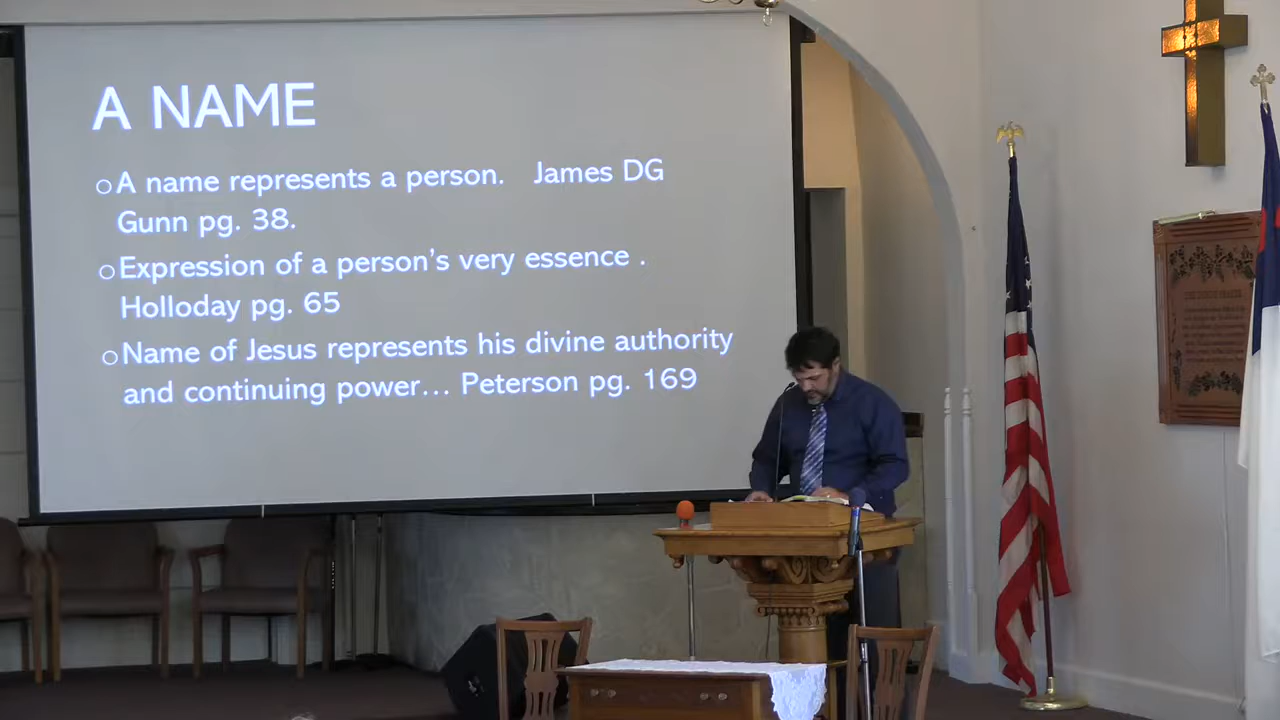 A NAME
A name represents a person. James DG
Gunn pg. 38.
Expression of a person's very essence .
Holloday pg. 65
Name of Jesus represents his divine authority
and continuing power... Peterson pg. 169